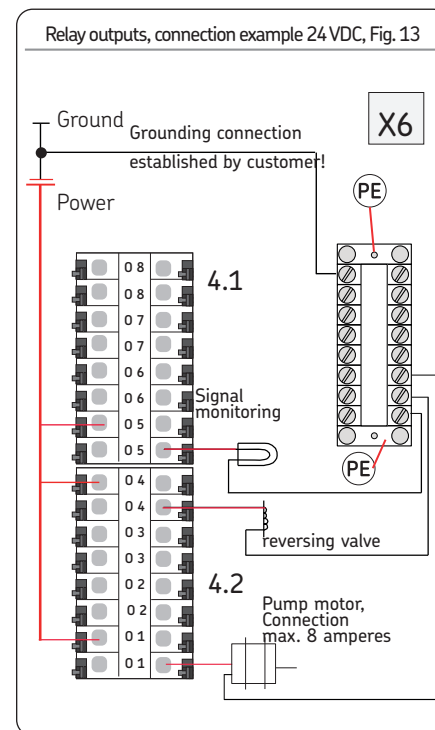 Relay outputs, connection example 24 VDC, Fig. 13
Ground
Grounding connection
established by customer!
X6
PE
Power
4.1
08
08
07
07
06
06
05
05
Signal
monitoring
PE
04
04
03
03
02
02
01
01
reversing valve
4.2
Pump motor,
Connection
max. 8 amperes